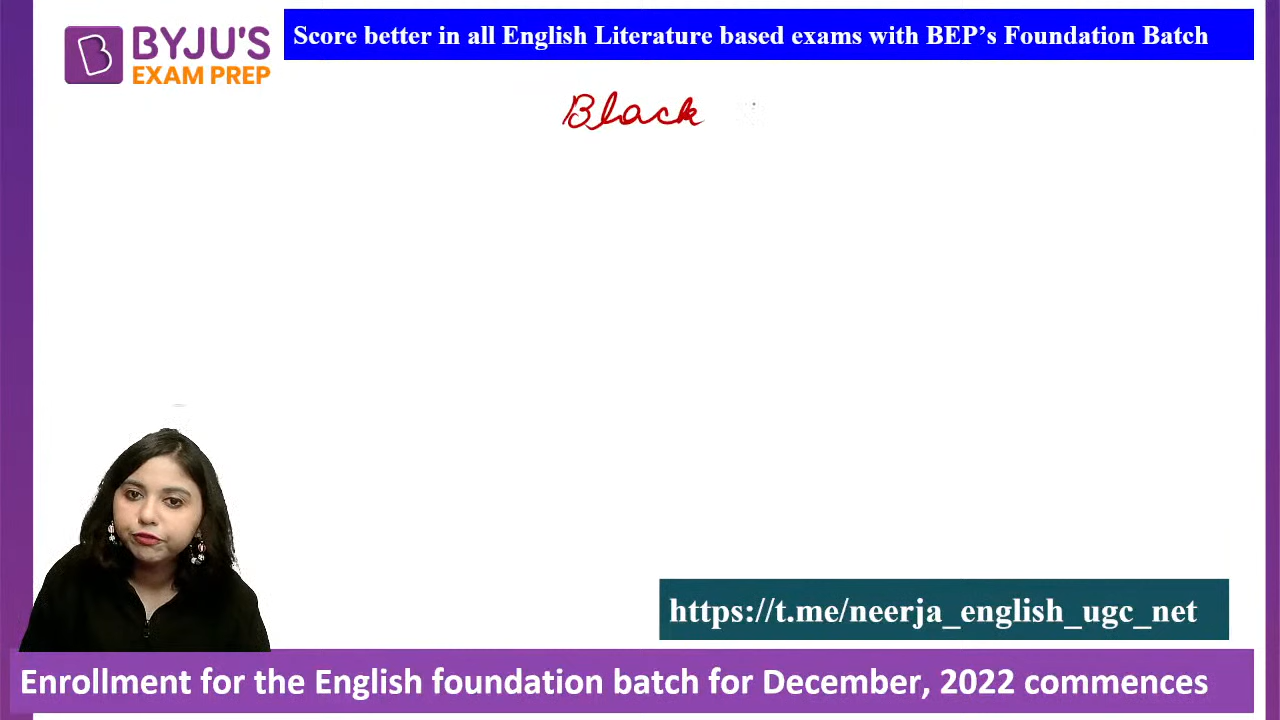 BYJU'S
EXAM PREP
Score better in all English Literature based exams with BEP’s Foundation Batch
Black
https://t.me/neerja_english_ugc_net
Enrollment for the English foundation batch for December, 2022 commences